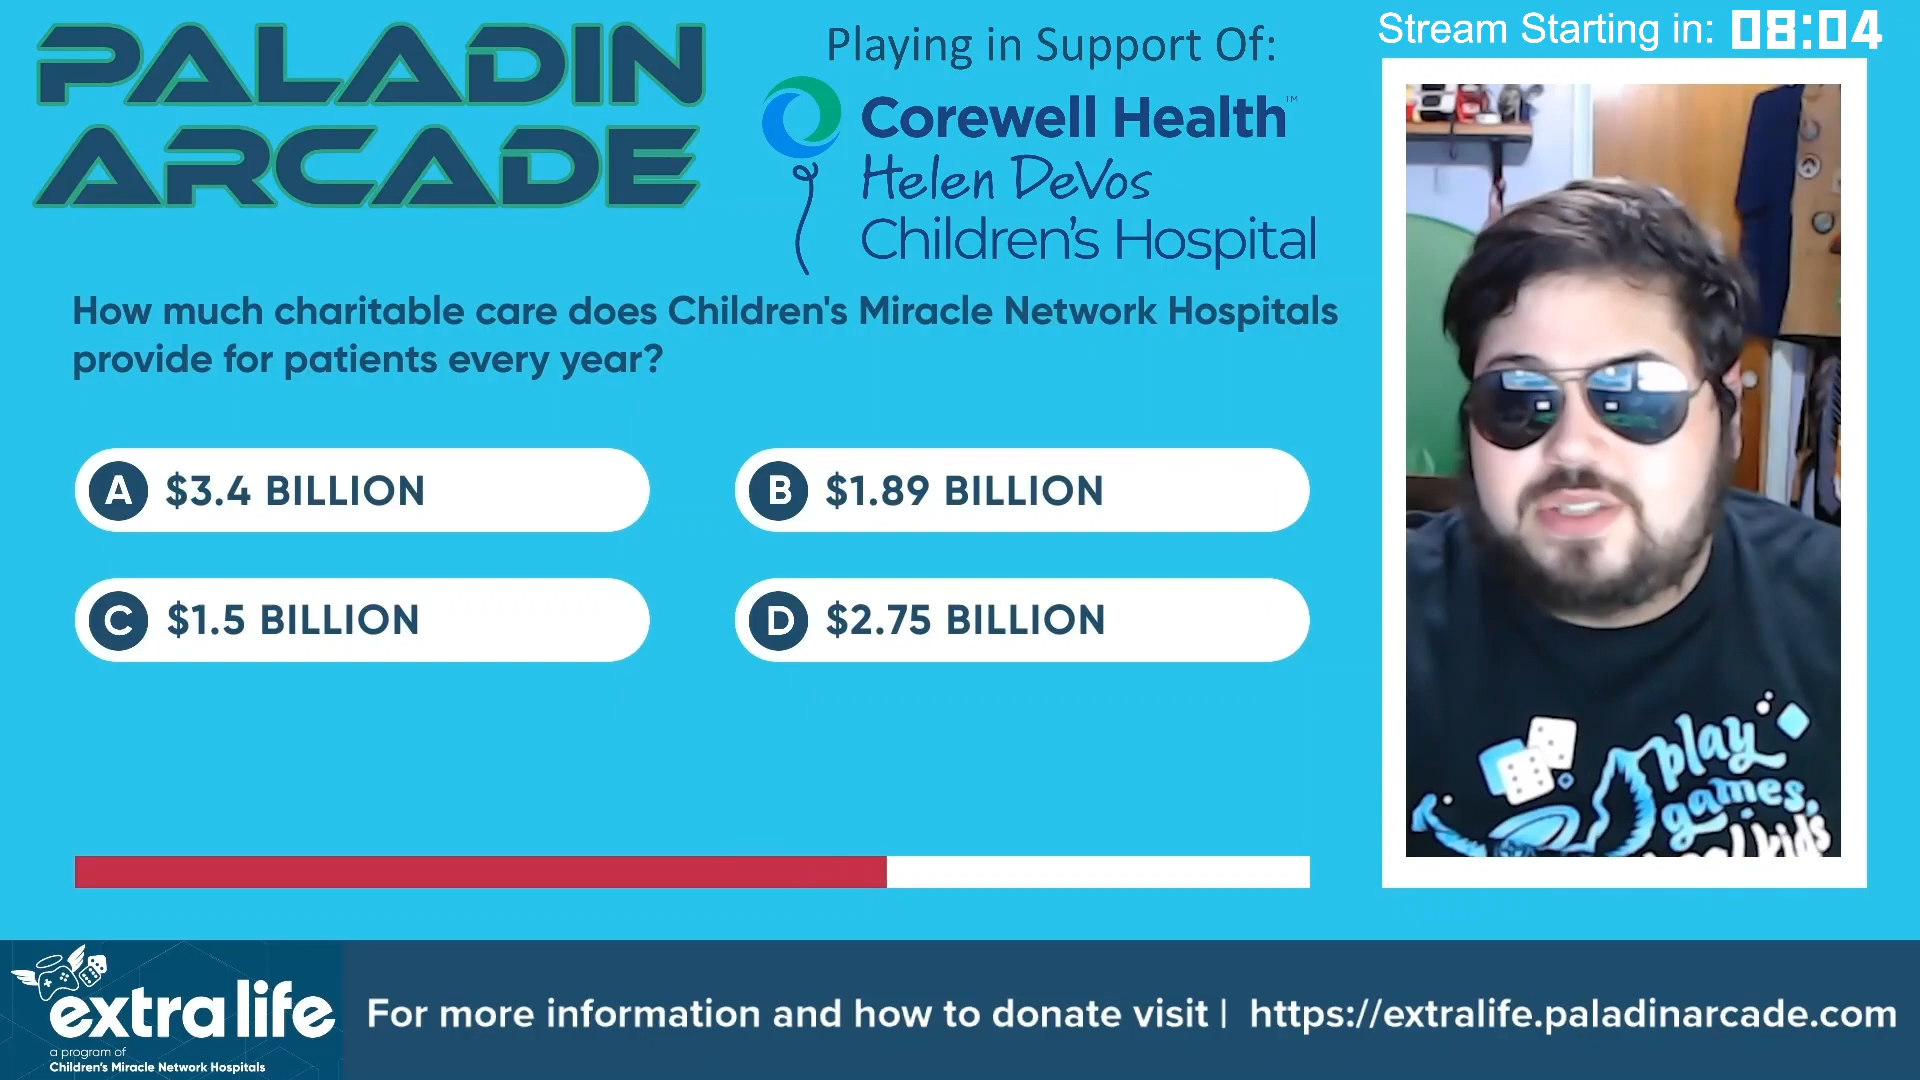 PALADIN
ARCADE
Playing in Support Of:
Corewell Health™
Helen DeVos
Children's Hospital
Stream Starting in: 08:04
How much charitable care does Children's Miracle Network Hospitals
provide for patients every year?
A $3.4 BILLION
B $1.89 BILLION
C $1.5 BILLION
D $2.75 BILLION
play
games,
kids
extra life
a program of
Children's Miracle Network Hospitals
For more information and how to donate visit | https://extralife.paladinarcade.com